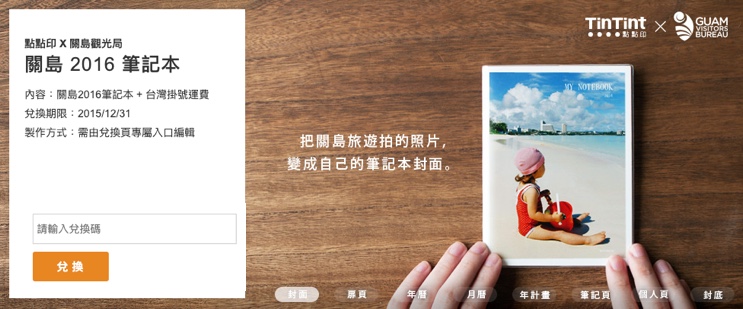 點點印 X 關島觀光局
關島 2016 筆記本
內容：關島2016筆記本 + 台灣掛號運費
兌換期限：2015/12/31
製作方式：需由兌換頁專屬入口編輯
請輸入兌換碼
兌 換
TinTint
點點印
×
GUAM
VISITORS
BUREAU
把關島旅遊拍的照片，
變成自己的筆記本封面。
MY NOTEBOOK
封面
扉頁
年曆
月曆
年計畫
筆記頁
個人頁
封底